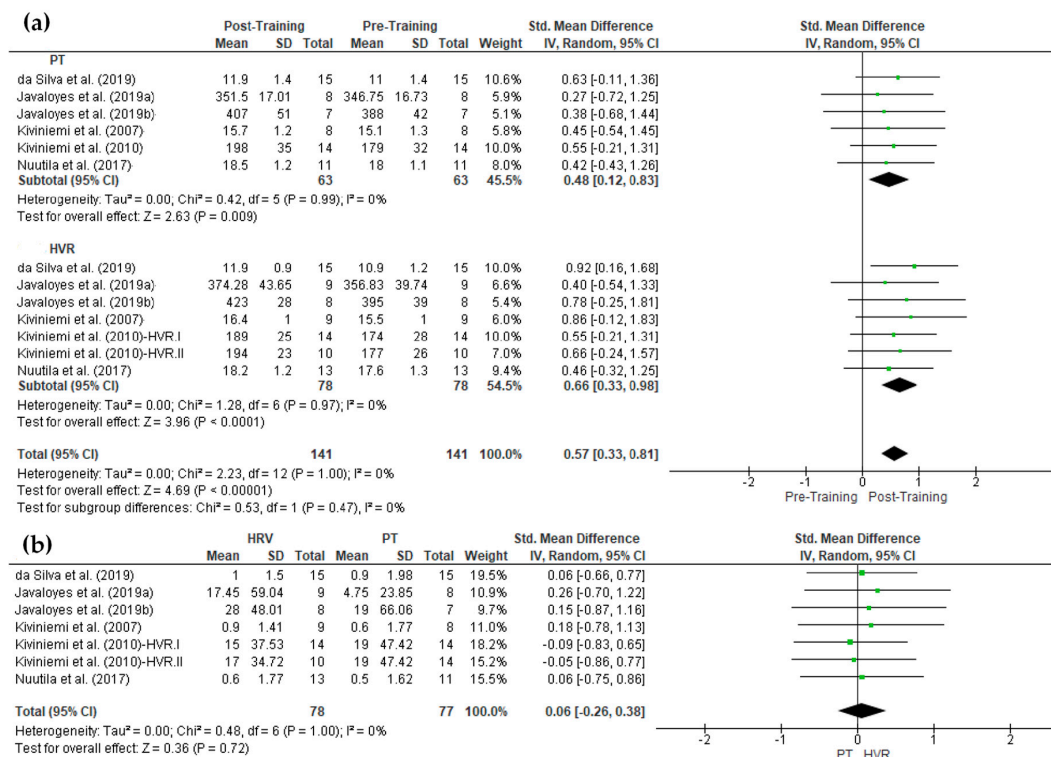 (a)
Post-Training Pre-Training Std. Mean Difference Std. Mean Difference
Mean SD Total Mean SD Total Weight IV, Random, 95% CI IV, Random, 95% CI
PT
da Silva et al. (2019) 11.9 1.4 15 11 1.4 15 10.6% 0.63 [-0.11, 1.36]
Javaloyes et al. (2019a) 351.5 17.01 8 346.75 16.73 8 5.9% 0.27 [-0.72, 1.25]
Javaloyes et al. (2019b) 407 51 7 388 42 7 5.1% 0.38 [-0.68, 1.44]
Kiviniemi et al. (2007) 15.7 1.2 8 15.1 1.3 8 5.8% 0.45 [-0.54, 1.45]
Kiviniemi et al. (2010) 198 35 14 179 32 14 10.0% 0.55 [-0.21, 1.31]
Nuutila et al. (2017) 18.5 1.2 11 18 1.1 11 8.0% 0.42 [-0.43, 1.26]
Subtotal (95% CI) 63 63 45.5% 0.48 [0.12, 0.83]
Heterogeneity: Tau² = 0.00; Chi² = 0.42, df = 5 (P = 0.99); I² = 0%
Test for overall effect: Z = 2.63 (P = 0.009)
HVR
da Silva et al. (2019) 11.9 0.9 15 10.9 1.2 15 10.0% 0.92 [0.16, 1.68]
Javaloyes et al. (2019a) 374.28 43.65 9 356.83 39.74 9 6.6% 0.40 [-0.54, 1.33]
Javaloyes et al. (2019b) 423 28 8 395 39 8 5.4% 0.78 [-0.25, 1.81]
Kiviniemi et al. (2007) 16.4 1 9 15.5 1 9 6.0% 0.86 [-0.12, 1.83]
Kiviniemi et al. (2010)-HVR.I 189 25 14 174 28 14 10.0% 0.55 [-0.21, 1.31]
Kiviniemi et al. (2010)-HVR.II 194 23 10 177 26 10 7.0% 0.66 [-0.24, 1.57]
Nuutila et al. (2017) 18.2 1.2 13 17.6 1.3 13 9.4% 0.46 [-0.32, 1.25]
Subtotal (95% CI) 78 78 54.5% 0.66 [0.33, 0.98]
Heterogeneity: Tau² = 0.00; Chi² = 1.28, df = 6 (P = 0.97); I² = 0%
Test for overall effect: Z = 3.96 (P < 0.0001)
Total (95% CI) 141 141 100.0% 0.57 [0.33, 0.81]
Heterogeneity: Tau² = 0.00; Chi² = 2.23, df = 12 (P = 1.00); I² = 0%
Test for overall effect: Z = 4.69 (P < 0.00001)
Test for subgroup differences: Chi² = 0.53, df = 1 (P = 0.47), I² = 0%
-2 -1 0 1 2
Pre-Training Post-Training
(b)
HRV PT Std. Mean Difference Std. Mean Difference
Mean SD Total Mean SD Total Weight IV, Random, 95% CI IV, Random, 95% CI
da Silva et al. (2019) 1 1.5 15 0.9 1.98 15 19.5% 0.06 [-0.66, 0.77]
Javaloyes et al. (2019a) 17.45 59.04 9 4.75 23.85 8 10.9% 0.26 [-0.70, 1.22]
Javaloyes et al. (2019b) 28 48.01 8 19 66.06 7 9.7% 0.15 [-0.87, 1.16]
Kiviniemi et al. (2007) 0.9 1.41 9 0.6 1.77 8 11.0% 0.18 [-0.78, 1.13]
Kiviniemi et al. (2010)-HVR.I 15 37.53 14 19 47.42 14 18.2% -0.09 [-0.83, 0.65]
Kiviniemi et al. (2010)-HVR.II 17 34.72 10 19 47.42 14 15.2% -0.05 [-0.86, 0.77]
Nuutila et al. (2017) 0.6 1.77 13 0.5 1.62 11 15.5% 0.06 [-0.75, 0.86]
Total (95% CI) 78 77 100.0% 0.06 [-0.26, 0.38]
Heterogeneity: Tau² = 0.00; Chi² = 0.48, df = 6 (P = 1.00); I² = 0%
Test for overall effect: Z = 0.36 (P = 0.72)
-2 -1 0 1 2
PT HVR